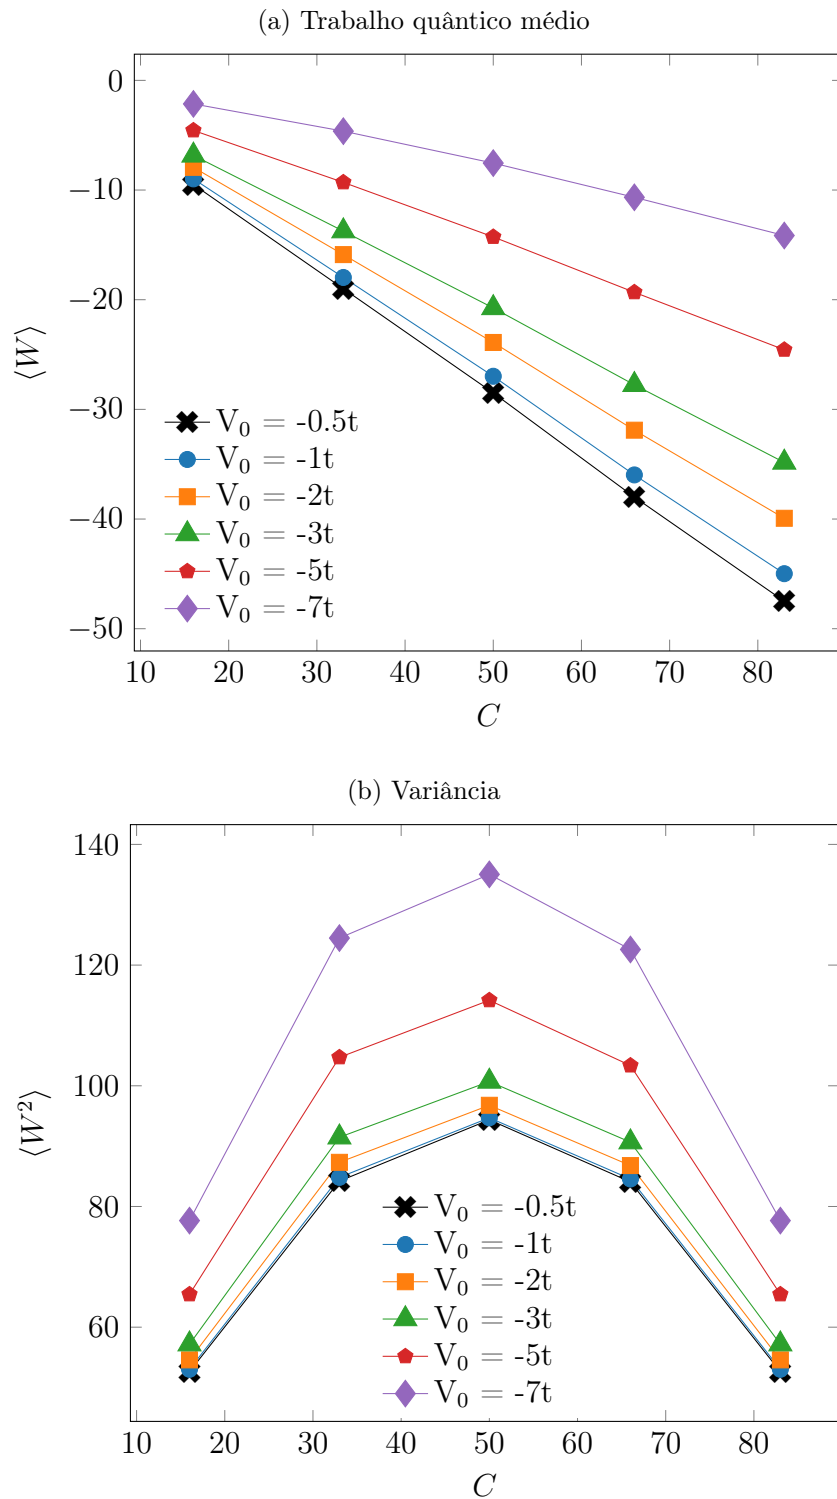 (a) Trabalho quântico médio
0
−10
−20
−30
−40
−50
⟨W⟩
V₀ = -0.5t
V₀ = -1t
V₀ = -2t
V₀ = -3t
V₀ = -5t
V₀ = -7t
10 20 30 40 50 60 70 80
C
(b) Variância
140
120
100
80
60
⟨W²⟩
V₀ = -0.5t
V₀ = -1t
V₀ = -2t
V₀ = -3t
V₀ = -5t
V₀ = -7t
10 20 30 40 50 60 70 80
C